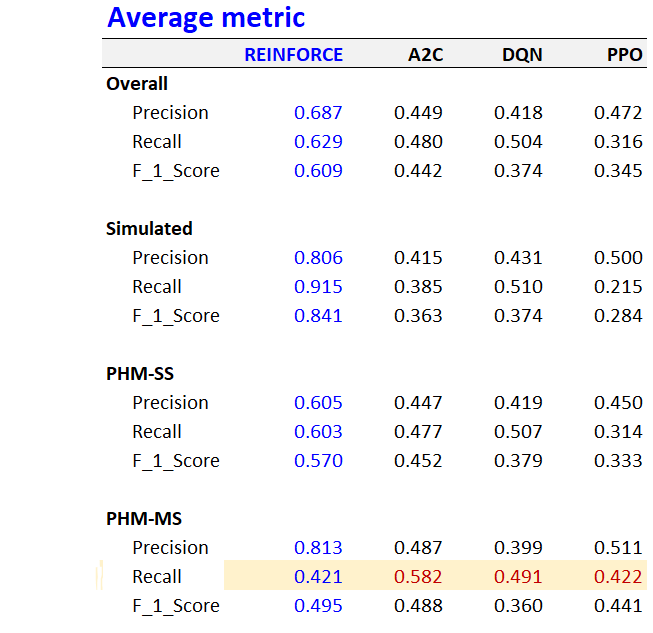 Average metric
REINFORCE A2C DQN PPO
Overall
Precision 0.687 0.449 0.418 0.472
Recall 0.629 0.480 0.504 0.316
F_1_Score 0.609 0.442 0.374 0.345
Simulated
Precision 0.806 0.415 0.431 0.500
Recall 0.915 0.385 0.510 0.215
F_1_Score 0.841 0.363 0.374 0.284
PHM-SS
Precision 0.605 0.447 0.419 0.450
Recall 0.603 0.477 0.507 0.314
F_1_Score 0.570 0.452 0.379 0.333
PHM-MS
Precision 0.813 0.487 0.399 0.511
Recall 0.421 0.582 0.491 0.422
F_1_Score 0.495 0.488 0.360 0.441